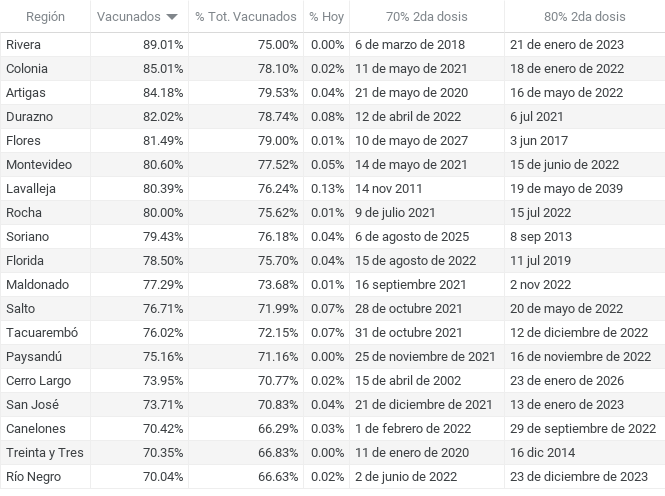 Región Vacunados % Tot. Vacunados % Hoy 70% 2da dosis 80% 2da dosis
Rivera 89.01% 75.00% 0.00% 6 de marzo de 2018 21 de enero de 2023
Colonia 85.01% 78.10% 0.02% 11 de mayo de 2021 18 de enero de 2022
Artigas 84.18% 79.53% 0.04% 21 de mayo de 2020 16 de mayo de 2022
Durazno 82.02% 78.74% 0.08% 12 de abril de 2022 6 jul 2021
Flores 81.49% 79.00% 0.01% 10 de mayo de 2027 3 jun 2017
Montevideo 80.60% 77.52% 0.05% 14 de mayo de 2021 15 de junio de 2022
Lavalleja 80.39% 76.24% 0.13% 14 nov 2011 19 de mayo de 2039
Rocha 80.00% 75.62% 0.01% 9 de julio 2021 15 jul 2022
Soriano 79.43% 76.18% 0.04% 6 de agosto de 2025 8 sep 2013
Florida 78.50% 75.70% 0.04% 15 de agosto de 2022 11 jul 2019
Maldonado 77.29% 73.68% 0.01% 16 septiembre 2021 2 nov 2022
Salto 76.71% 71.99% 0.07% 28 de octubre 2021 20 de mayo de 2022
Tacuarembó 76.02% 72.15% 0.07% 31 de octubre 2021 12 de diciembre de 2022
Paysandú 75.16% 71.16% 0.00% 25 de noviembre de 2021 16 de noviembre de 2022
Cerro Largo 73.95% 70.77% 0.02% 15 de abril de 2002 23 de enero de 2026
San José 73.71% 70.83% 0.04% 21 de diciembre de 2021 13 de enero de 2023
Canelones 70.42% 66.29% 0.03% 1 de febrero de 2022 29 de septiembre de 2022
Treinta y Tres 70.35% 66.83% 0.00% 11 de enero de 2020 16 dic 2014
Río Negro 70.04% 66.63% 0.02% 2 de junio de 2022 23 de diciembre de 2023